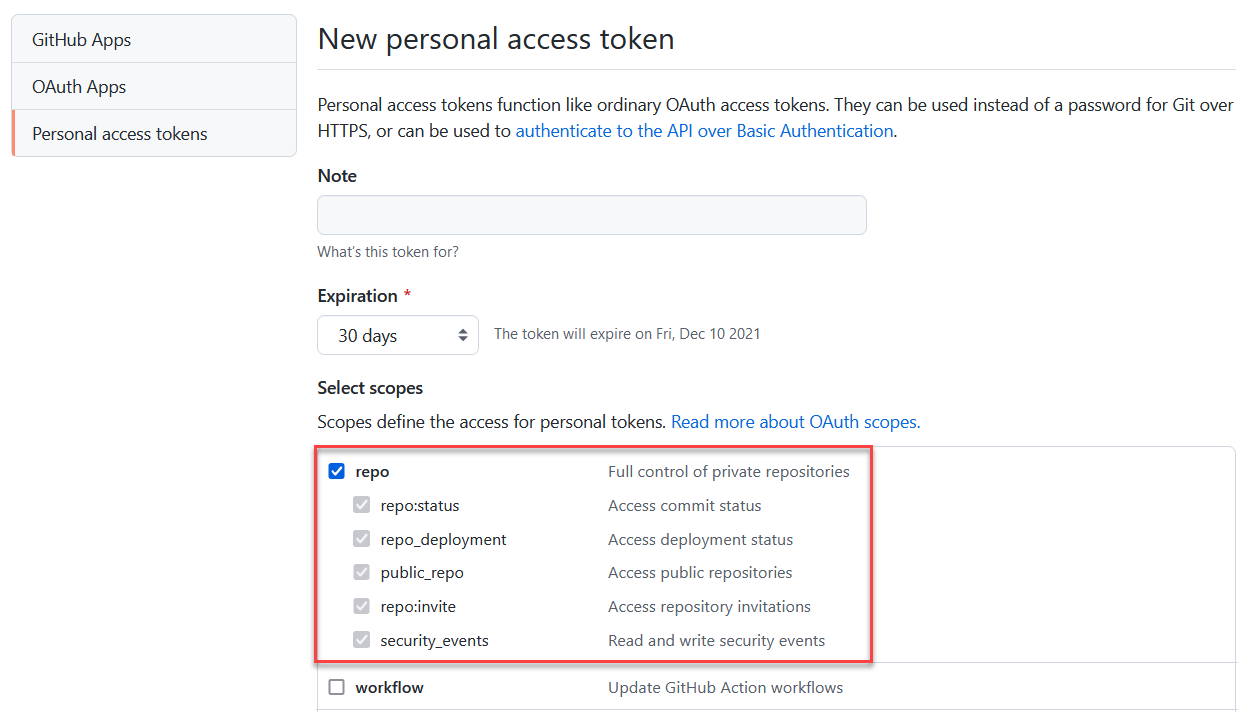 GitHub Apps
OAuth Apps
Personal access tokens
New personal access token
Personal access tokens function like ordinary OAuth access tokens. They can be used instead of a password for Git over
HTTPS, or can be used to authenticate to the API over Basic Authentication.
Note
What's this token for?
Expiration *
30 days
The token will expire on Fri, Dec 10 2021
Select scopes
Scopes define the access for personal tokens. Read more about OAuth scopes.
repo Full control of private repositories
repo:status Access commit status
repo_deployment Access deployment status
public_repo Access public repositories
repo:invite Access repository invitations
security_events Read and write security events
workflow Update GitHub Action workflows